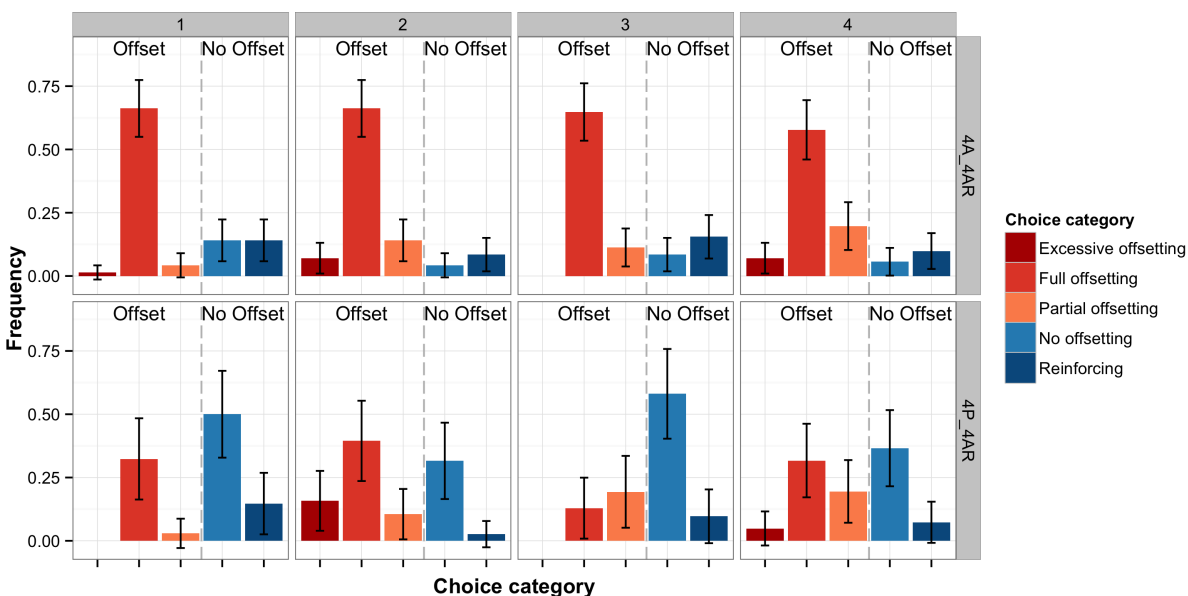 1 2 3 4
Offset No Offset Offset No Offset Offset No Offset Offset No Offset
0.75
0.50
0.25
0.00
4A_4AR
Offset No Offset Offset No Offset Offset No Offset Offset No Offset
0.75
0.50
0.25
0.00
4P_4AR
Frequency
Choice category
Choice category
Excessive offsetting
Full offsetting
Partial offsetting
No offsetting
Reinforcing